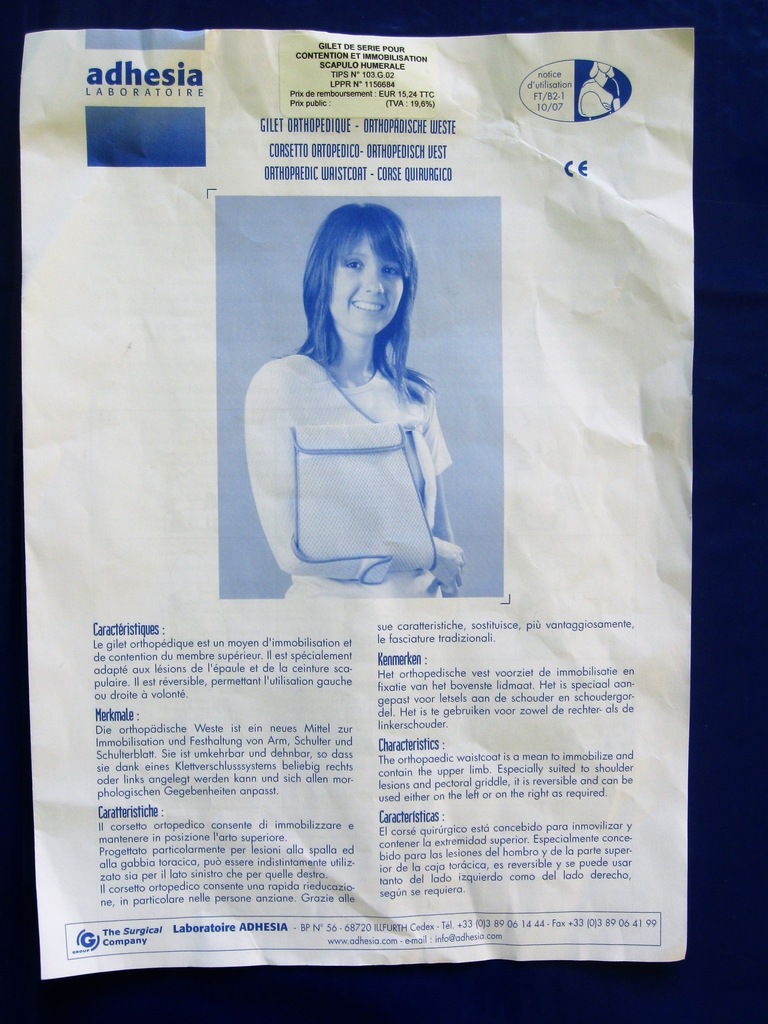 adhesia
LABORATOIRE
GILET DE SERIE POUR
CONTENTION ET IMMOBILISATION
SCAPULO HUMERALE
TIPS N° 103.G.02
LPPR N° 1156684
Prix de remboursement : EUR 15,24 TTC
Prix public : (TVA : 19,6%)
notice
d'utilisation
FT/B2-1
10/07
GILET ORTHOPEDIQUE - ORTHOPÄDISCHE WESTE
CORSETTO ORTOPEDICO- ORTHOPEDISCH VEST
ORTHOPAEDIC WAISTCOAT - CORSE QUIRURGICO
CE
Caractéristiques :
Le gilet orthopédique est un moyen d'immobilisation et
de contention du membre supérieur. Il est spécialement
adapté aux lésions de l'épaule et de la ceinture sca-
pulaire. Il est réversible, permettant l'utilisation gauche
ou droite à volonté.
Merkmale :
Die orthopädische Weste ist ein neues Mittel zur
Immobilisation und Festhaltung von Arm, Schulter und
Schulterblatt. Sie ist umkehrbar und dehnbar, so dass
sie dank eines Klettverschlusssystems beliebig rechts
oder links angelegt werden kann und sich allen mor-
phologischen Gegebenheiten anpasst.
Caratteristiche :
Il corsetto ortopedico consente di immobilizzare e
mantenere in posizione l'arto superiore.
Progettato particolarmente per lesioni alla spalla ed
alla gabbia toracica, può essere indistintamente utiliz-
zato sia per il lato sinistro che per quelle destro.
Il corsetto ortopedico consente una rapida rieducazio-
ne, in particolare nelle persone anziane. Grazie alle
sue caratteristiche, sostituisce, più vantaggiosamente,
le fasciature tradizionali.
Kenmerken :
Het orthopedische vest voorziet de immobilisatie en
fixatie van het bovenste lidmaat. Het is speciaal aan-
gepast voor letsels aan de schouder en schoudergor-
del. Het is te gebruiken voor zowel de rechter- als de
linkerschouder.
Characteristics :
The orthopaedic waistcoat is a mean to immobilize and
contain the upper limb. Especially suited to shoulder
lesions and pectoral griddle, it is reversible and can be
used either on the left or on the right as required.
Características :
El corsé quirúrgico está concebido para inmovilizar y
contener la extremidad superior. Especialmente conce-
bido para las lesiones del hombro y de la parte super-
ior de la caja torácica, es reversible y se puede usar
tanto del lado izquierdo como del lado derecho,
según se requiera.
G
GROUP
The Surgical
Company
Laboratoire ADHESIA - BP N° 56 - 68720 ILLFURTH Cedex - Tél. +33 (0)3 89 06 14 44 - Fax +33 (0)3 89 06 41 99
www.adhesia.com - e-mail : info@adhesia.com